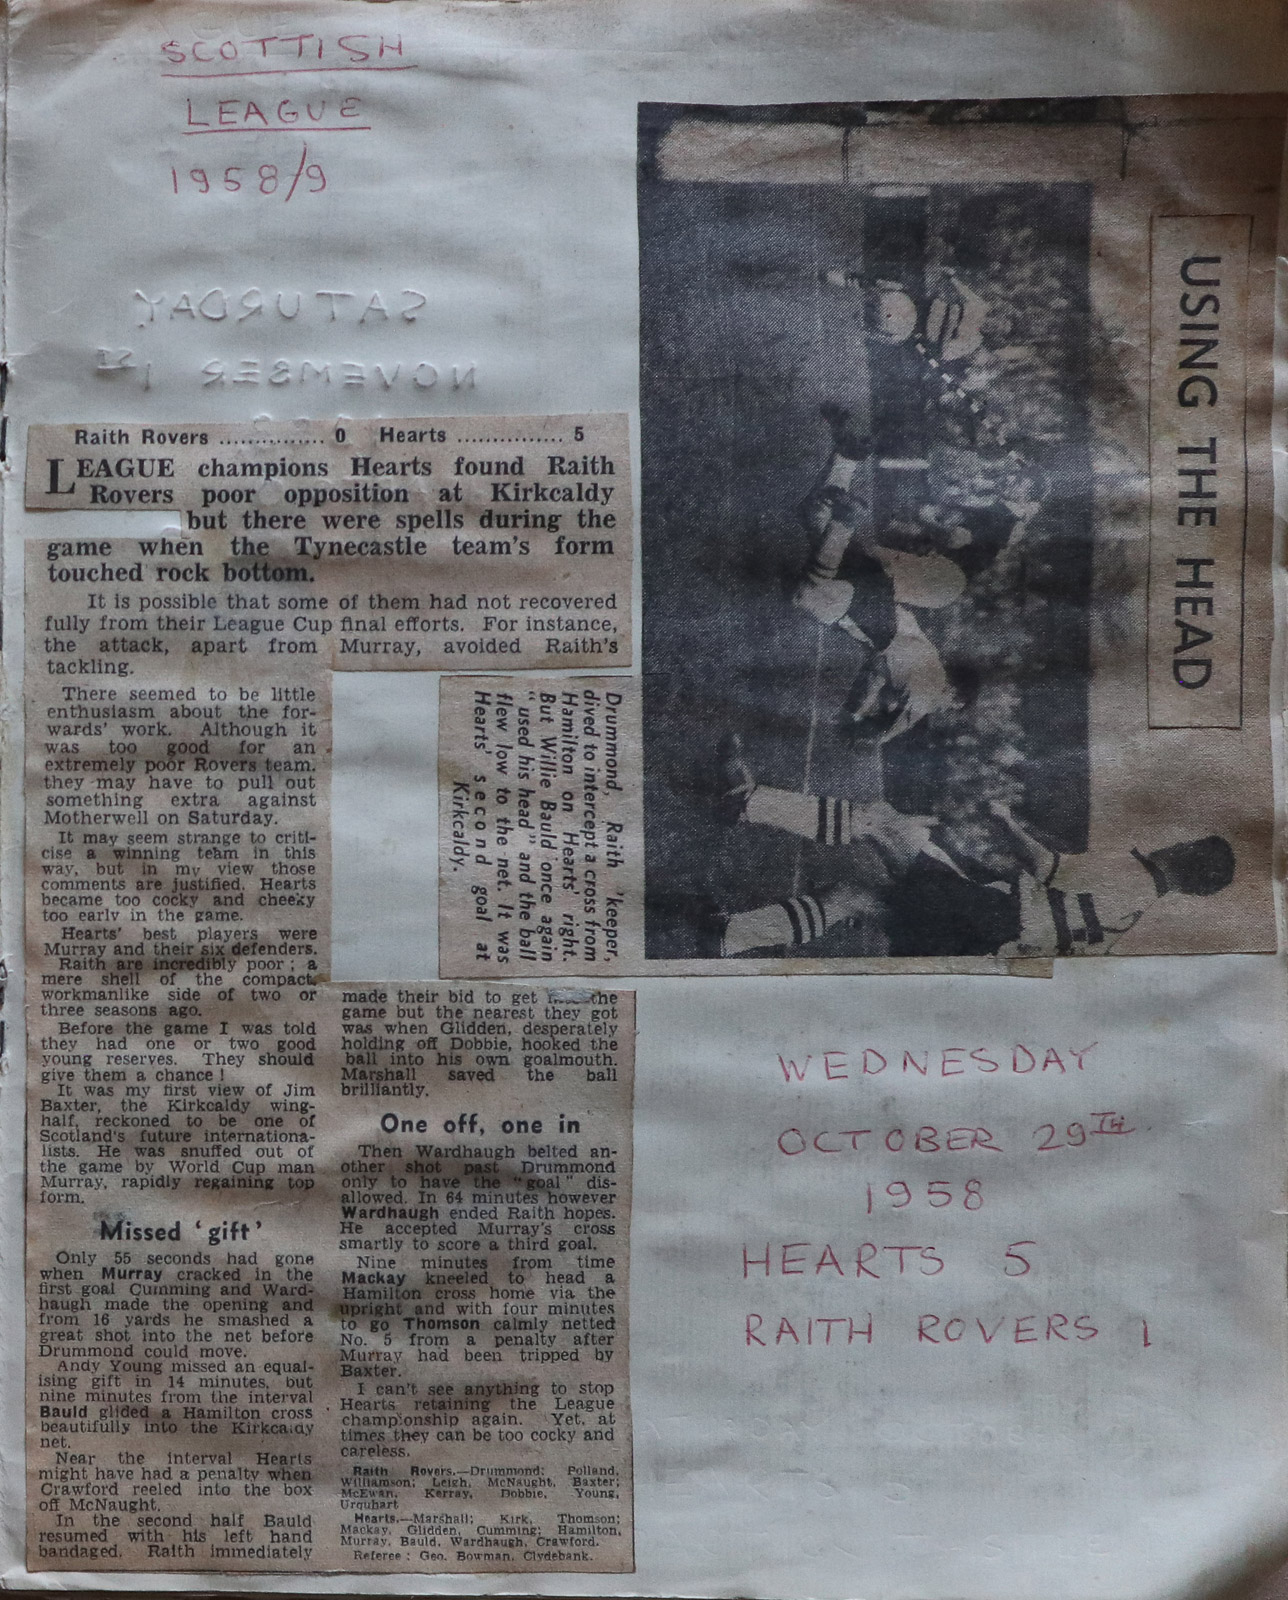 SCOTTISH
LEAGUE
1958/9
SATURDAY
NOVEMBER 1ST
USING THE HEAD
Raith Rovers ............... 0 Hearts ............... 5
LEAGUE champions Hearts found Raith
Rovers poor opposition at Kirkcaldy
but there were spells during the
game when the Tynecastle team's form
touched rock bottom.
It is possible that some of them had not recovered
fully from their League Cup final efforts. For instance,
the attack, apart from Murray, avoided Raith's
tackling.
There seemed to be little
enthusiasm about the for-
wards' work. Although it
was too good for an
extremely poor Rovers team.
they may have to pull out
something extra against
Motherwell on Saturday.
It may seem strange to criti-
cise a winning team in this
way, but in my view those
comments are justified. Hearts
became too cocky and cheeky
too early in the game.
Hearts' best players were
Murray and their six defenders.
Raith are incredibly poor; a
mere shell of the compact,
workmanlike side of two or
three seasons ago.
Before the game I was told
they had one or two good
young reserves. They should
give them a chance!
It was my first view of Jim
Baxter, the Kirkcaldy wing-
half, reckoned to be one of
Scotland's future internationa-
lists. He was snuffed out of
the game by World Cup man
Murray, rapidly regaining top
form.
Missed 'gift'
Only 55 seconds had gone
when Murray cracked in the
first goal Cumming and Ward-
haugh made the opening and
from 16 yards he smashed a
great shot into the net before
Drummond could move.
Andy Young missed an equal-
ising gift in 14 minutes, but
nine minutes from the interval
Bauld glided a Hamilton cross
beautifully into the Kirkcaldy
net.
Near the interval Hearts
might have had a penalty when
Crawford reeled into the box
off McNaught.
In the second half Bauld
resumed with his left hand
bandaged. Raith immediately
made their bid to get the
game but the nearest they got
was when Glidden, desperately
holding off Dobbie, hooked the
ball into his own goalmouth.
Marshall saved the ball
brilliantly.
One off, one in
Then Wardhaugh belted an-
other shot past Drummond
only to have the "goal" dis-
allowed. In 64 minutes however
Wardhaugh ended Raith hopes.
He accepted Murray's cross
smartly to score a third goal.
Nine minutes from time
Mackay kneeled to head a
Hamilton cross home via the
upright and with four minutes
to go Thomson calmly netted
No. 5 from a penalty after
Murray had been tripped by
Baxter.
I can't see anything to stop
Hearts retaining the League
championship again. Yet, at
times they can be too cocky and
careless.
Raith Rovers.—Drummond; Polland,
Williamson; Leigh, McNaught, Baxter;
McEwan, Kerray, Dobbie, Young,
Urquhart
Hearts.—Marshall; Kirk, Thomson;
Mackay, Glidden, Cumming; Hamilton,
Murray, Bauld, Wardhaugh, Crawford.
Referee: Geo. Bowman, Clydebank.
Drummond, Raith 'keeper,
dived to intercept a cross from
Hamilton on Hearts' right.
But Willie Bauld once again
"used his head" and the ball
flew low to the net. It was
Hearts' second goal at
Kirkcaldy.
WEDNESDAY
OCTOBER 29TH
1958
HEARTS 5
RAITH ROVERS 1